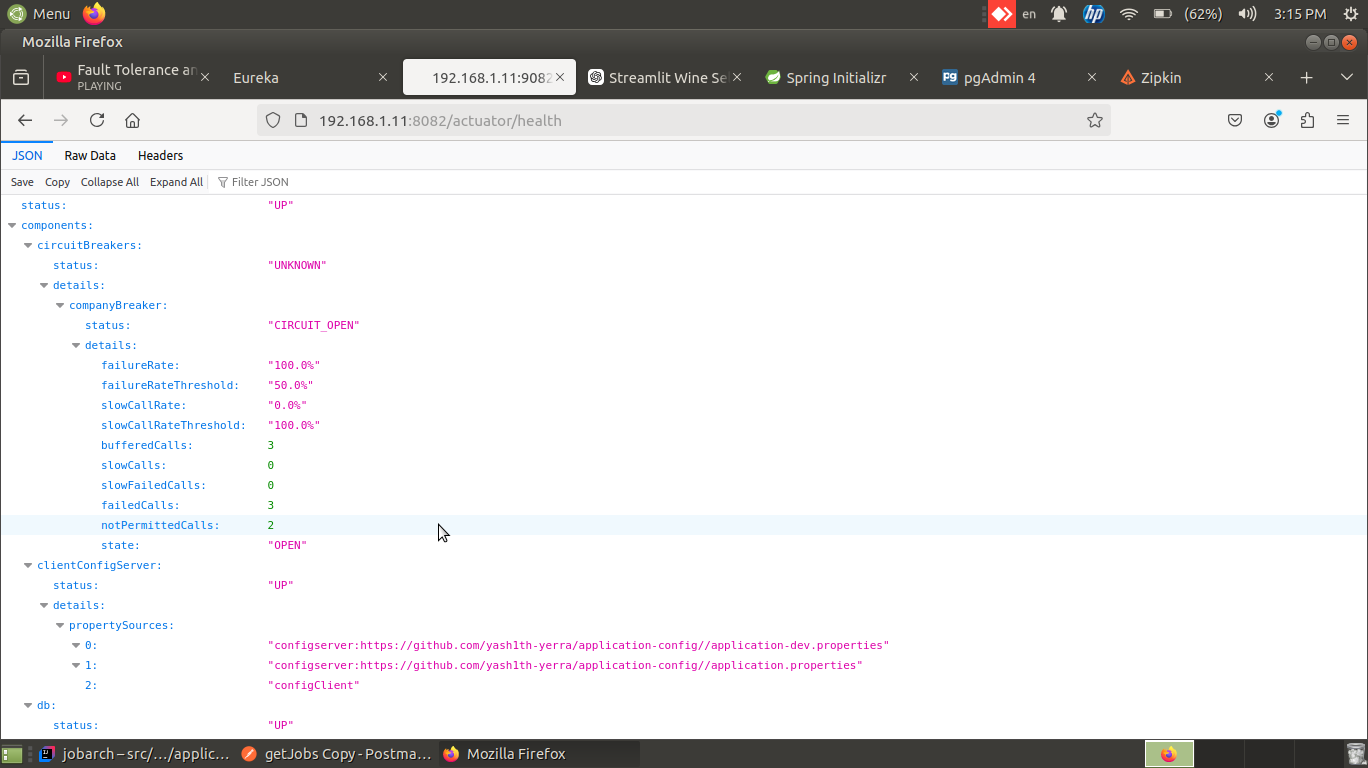 Menu
en
hp
(62%)
3:15 PM
Mozilla Firefox
Fault Tolerance an
PLAYING
Eureka
192.168.1.11:9082
Streamlit Wine Se
Spring Initializr
pgAdmin 4
Zipkin
192.168.1.11:8082/actuator/health
JSON Raw Data Headers
Save Copy Collapse All Expand All Filter JSON
status: "UP"
components:
circuitBreakers:
status: "UNKNOWN"
details:
companyBreaker:
status: "CIRCUIT_OPEN"
details:
failureRate: "100.0%"
failureRateThreshold: "50.0%"
slowCallRate: "0.0%"
slowCallRateThreshold: "100.0%"
bufferedCalls: 3
slowCalls: 0
slowFailedCalls: 0
failedCalls: 3
notPermittedCalls: 2
state: "OPEN"
clientConfigServer:
status: "UP"
details:
propertySources:
0: "configserver:https://github.com/yash1th-yerra/application-config//application-dev.properties"
1: "configserver:https://github.com/yash1th-yerra/application-config//application.properties"
2: "configClient"
db:
status: "UP"
jobarch – src/.../applic...
getJobs Copy - Postma...
Mozilla Firefox